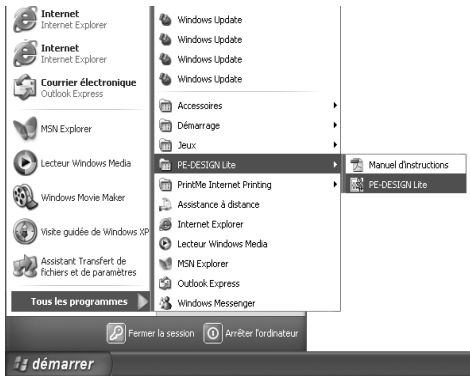 Internet
Internet Explorer
Internet
Internet Explorer
Courrier électronique
Outlook Express
MSN Explorer
Lecteur Windows Media
Windows Movie Maker
Visite guidée de Windows XP
Assistant Transfert de
fichiers et de paramètres
Tous les programmes
Windows Update
Windows Update
Windows Update
Windows Update
Accessoires
Démarrage
Jeux
PE-DESIGN Lite
PrintMe Internet Printing
Assistance à distance
Internet Explorer
Lecteur Windows Media
MSN Explorer
Outlook Express
Windows Messenger
Manuel d'instructions
PE-DESIGN Lite
Fermer la session
Arrêter l'ordinateur
démarrer